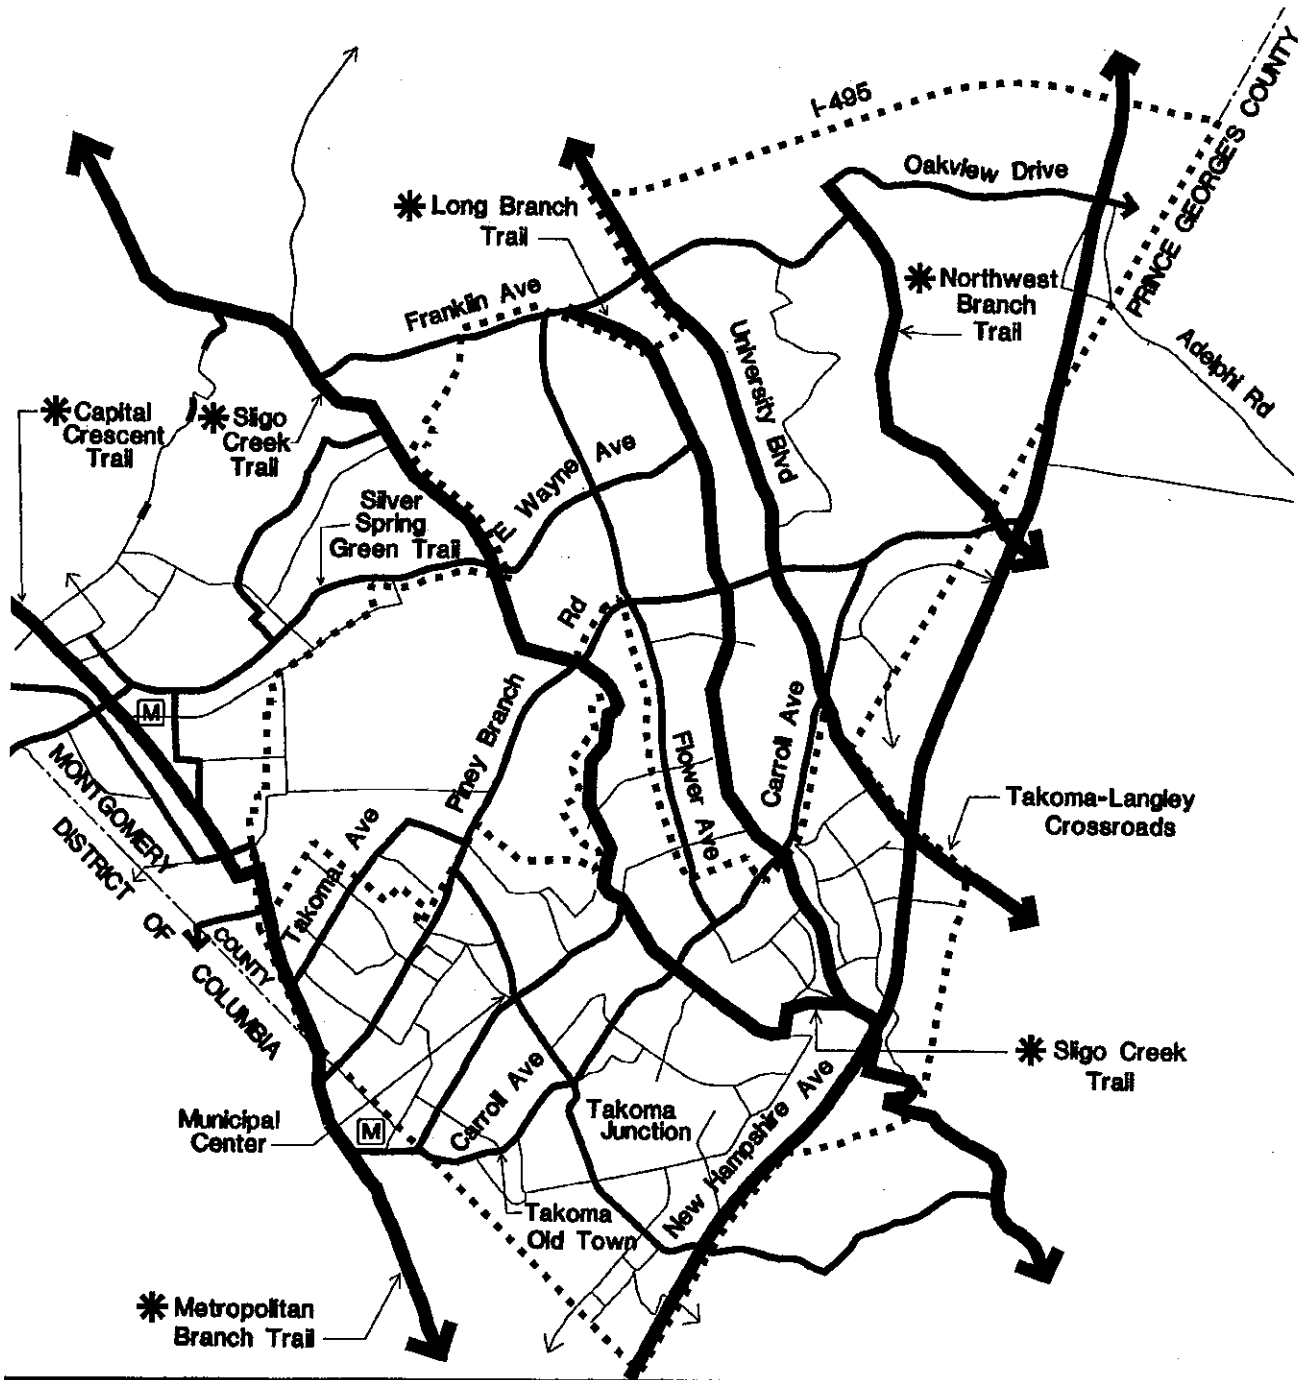 I-495
PRINCE GEORGE'S COUNTY
Oakview Drive
Long Branch
Trail
Northwest
Branch
Trail
Franklin Ave
University Blvd
Adelphi Rd
Capital
Crescent
Trail
Sligo
Creek
Trail
E Wayne Ave
Silver
Spring
Green Trail
Piney Branch Rd
M
Flower Ave
Carroll Ave
MONTGOMERY COUNTY
DISTRICT OF COLUMBIA
Takoma Ave
Takoma-Langley
Crossroads
Sligo Creek
Trail
Municipal
Center
M
Carroll Ave
Takoma
Junction
New Hampshire Ave
Takoma
Old Town
Metropolitan
Branch Trail